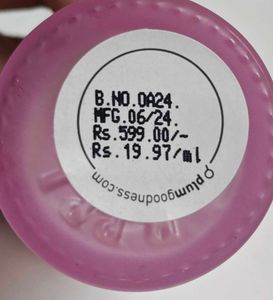 B.NO.OA24.
MFG.06/24.
Rs.599.00/-
Rs.19.97/ml
plumgoodness.com